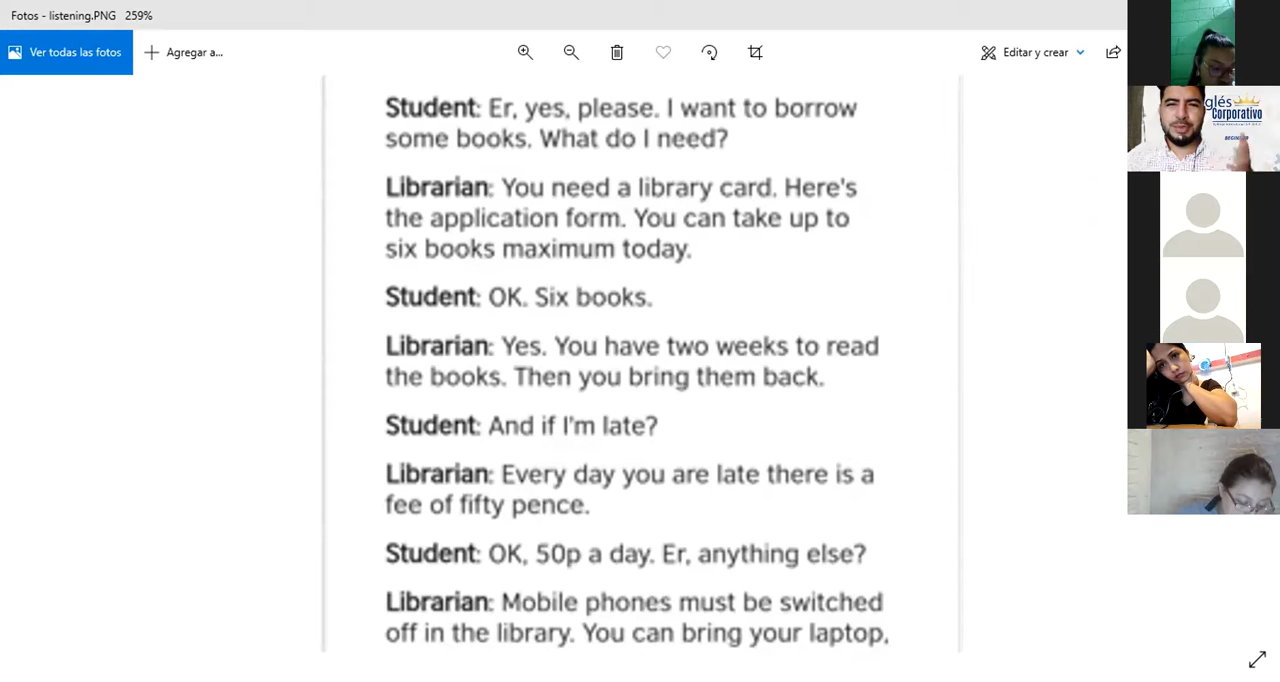 Fotos - listening.PNG 259%
Ver todas las fotos
Agregar a...
Editar y crear
Student: Er, yes, please. I want to borrow
some books. What do I need?
Librarian: You need a library card. Here's
the application form. You can take up to
six books maximum today.
Student: OK. Six books.
Librarian: Yes. You have two weeks to read
the books. Then you bring them back.
Student: And if I'm late?
Librarian: Every day you are late there is a
fee of fifty pence.
Student: OK, 50p a day. Er, anything else?
Librarian: Mobile phones must be switched
off in the library. You can bring your laptop,
glés
Corporativo